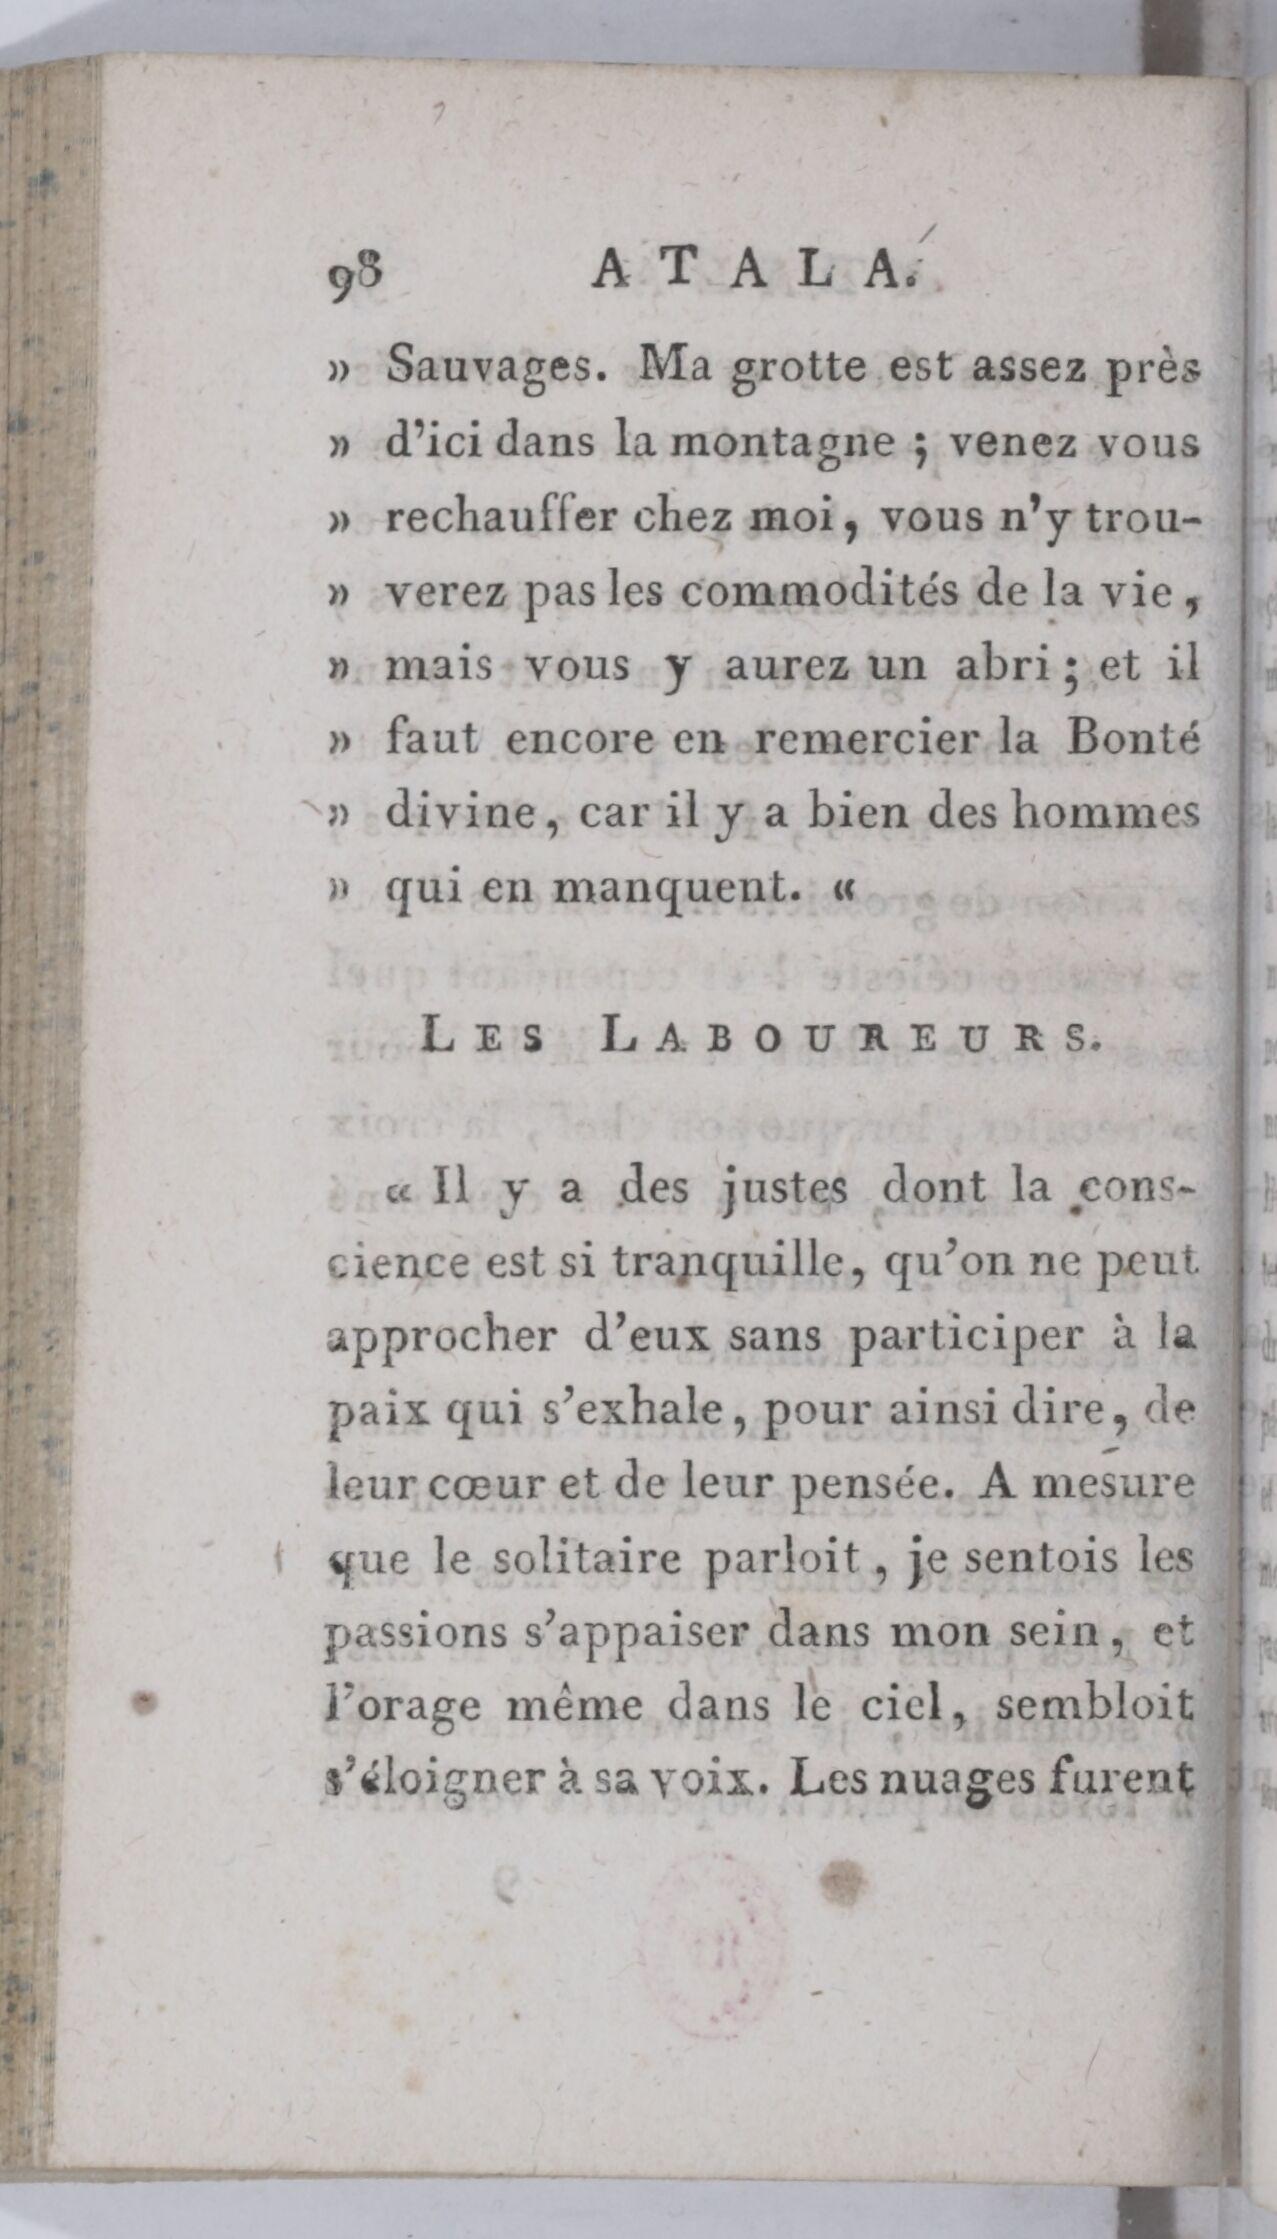 98 ATALA.
» Sauvages. Ma grotte est assez près
» d'ici dans la montagne ; venez vous
» rechauffer chez moi, vous n'y trou-
» verez pas les commodités de la vie,
» mais vous y aurez un abri ; et il
» faut encore en remercier la Bonté
» divine, car il y a bien des hommes
» qui en manquent. «
LES LABOUREURS.
« Il y a des justes dont la cons-
cience est si tranquille, qu'on ne peut
approcher d'eux sans participer à la
paix qui s'exhale, pour ainsi dire, de
leur cœur et de leur pensée. A mesure
que le solitaire parloit, je sentois les
passions s'appaiser dans mon sein, et
l'orage même dans le ciel, sembloit
s'éloigner à sa voix. Les nuages furent